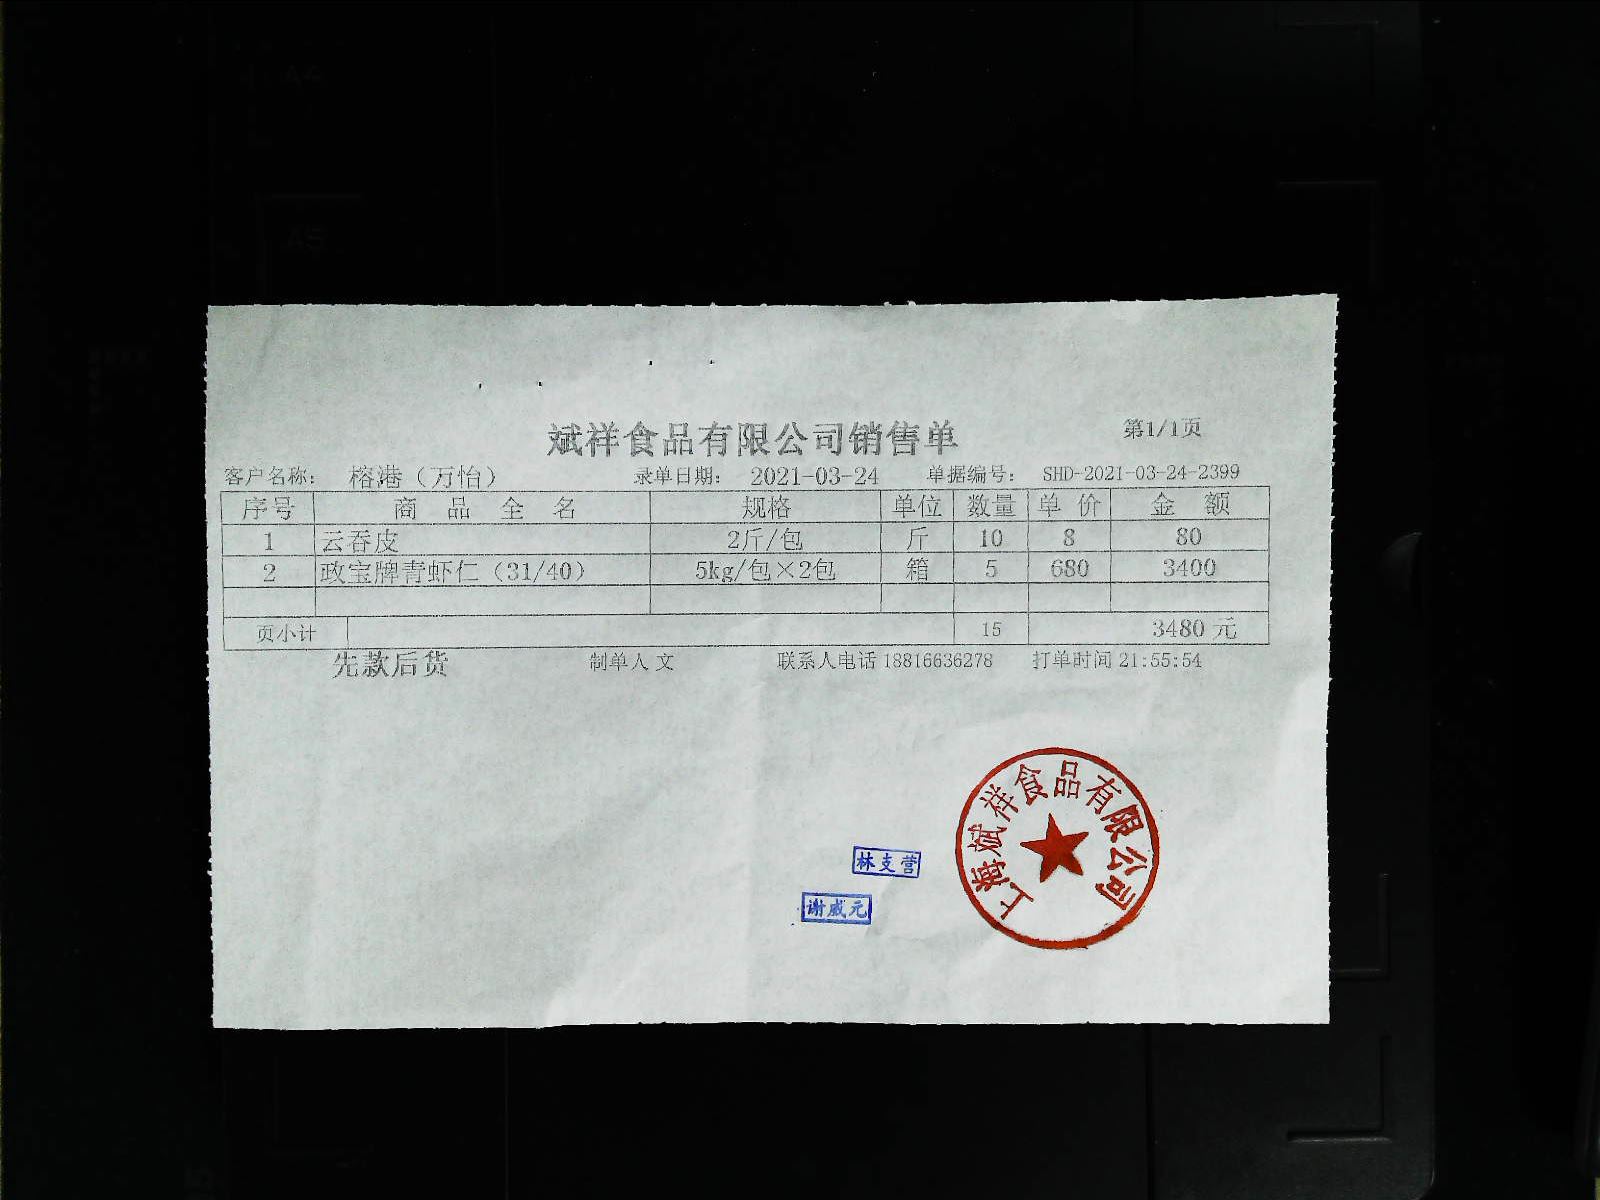 斌祥食品有限公司销售单 第1/1页
客户名称： 榕港（万怡） 录单日期： 2021-03-24 单据编号： SHD-2021-03-24-2399
序号 商品全名 规格 单位 数量 单价 金额
1 云吞皮 2斤/包 斤 10 8 80
2 政宝牌青虾仁（31/40） 5kg/包×2包 箱 5 680 3400
页小计 15 3480 元
先款后货 制单人 文 联系人电话 18816636278 打单时间 21:55:54
上海斌祥食品有限公司
林支营
谢威元